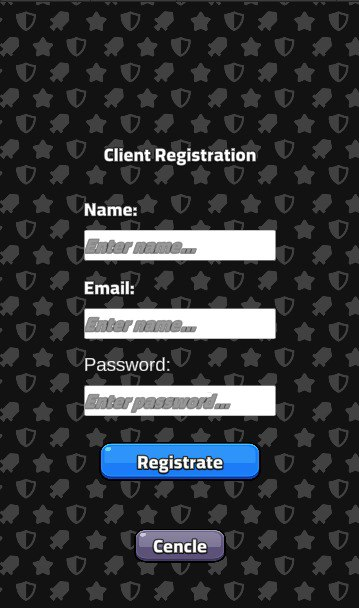 Client Registration
Name:
Enter name...
Email:
Enter name...
Password:
Enter password...
Registrate
Cencle